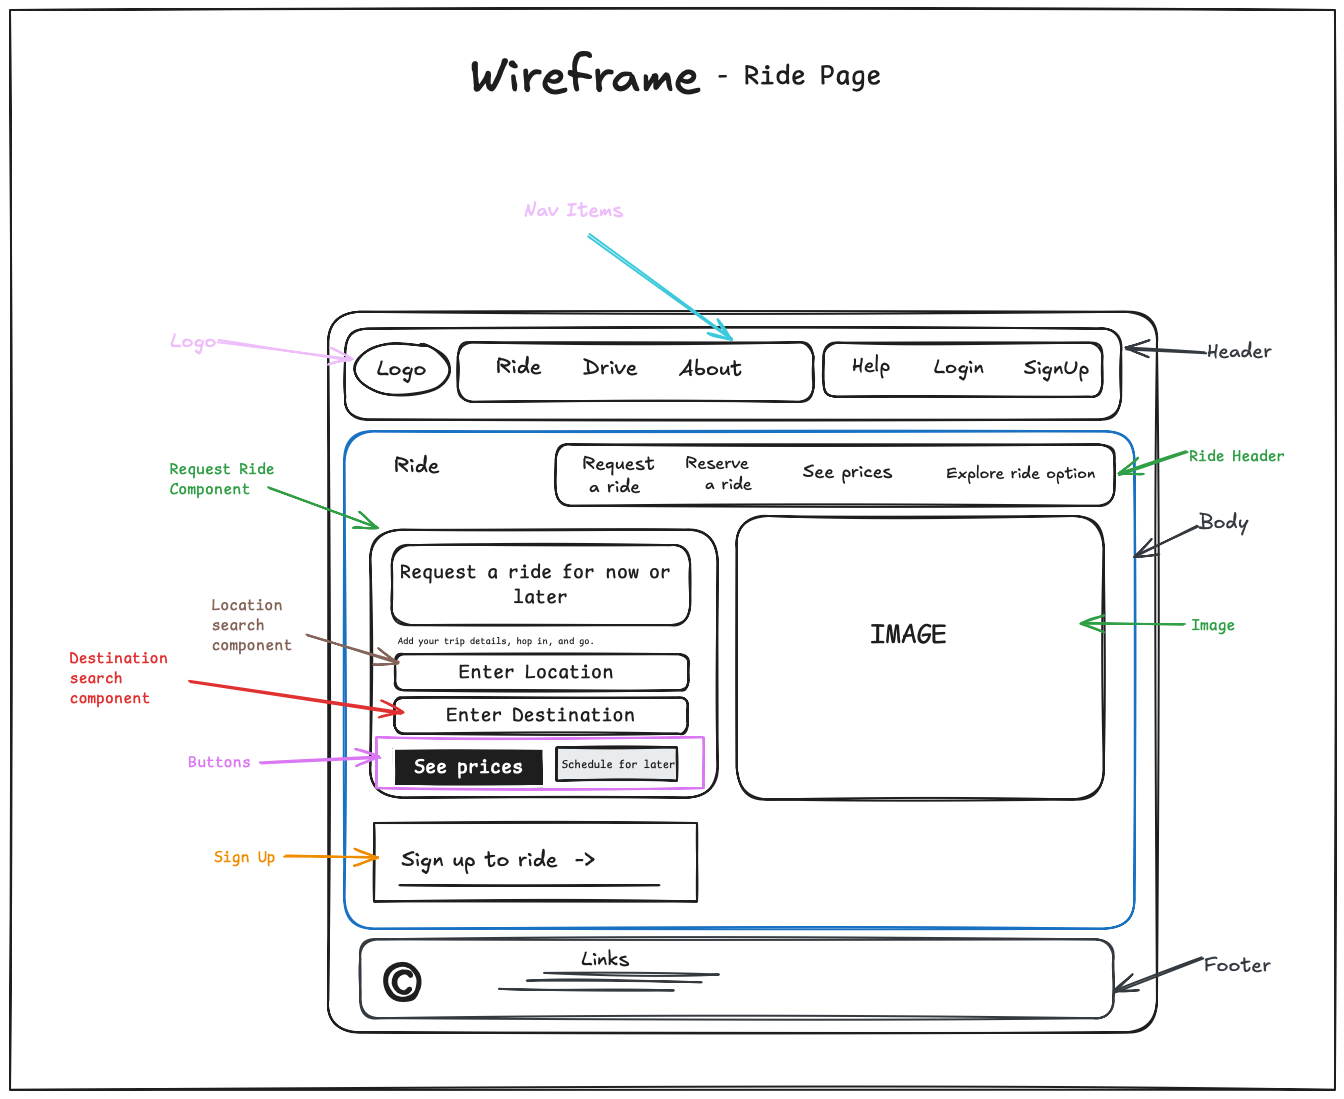 Wireframe - Ride Page
Nav Items
Logo
Logo
Ride Drive About
Help Login SignUp
Header
Ride
Request
a ride
Reserve
a ride
See prices
Explore ride option
Ride Header
Request Ride
Component
Body
Request a ride for now or
later
Add your trip details, hop in, and go.
Location
search
component
Enter Location
IMAGE
Image
Destination
search
component
Enter Destination
Buttons
See prices
Schedule for later
Sign Up
Sign up to ride ->
©
Links
Footer